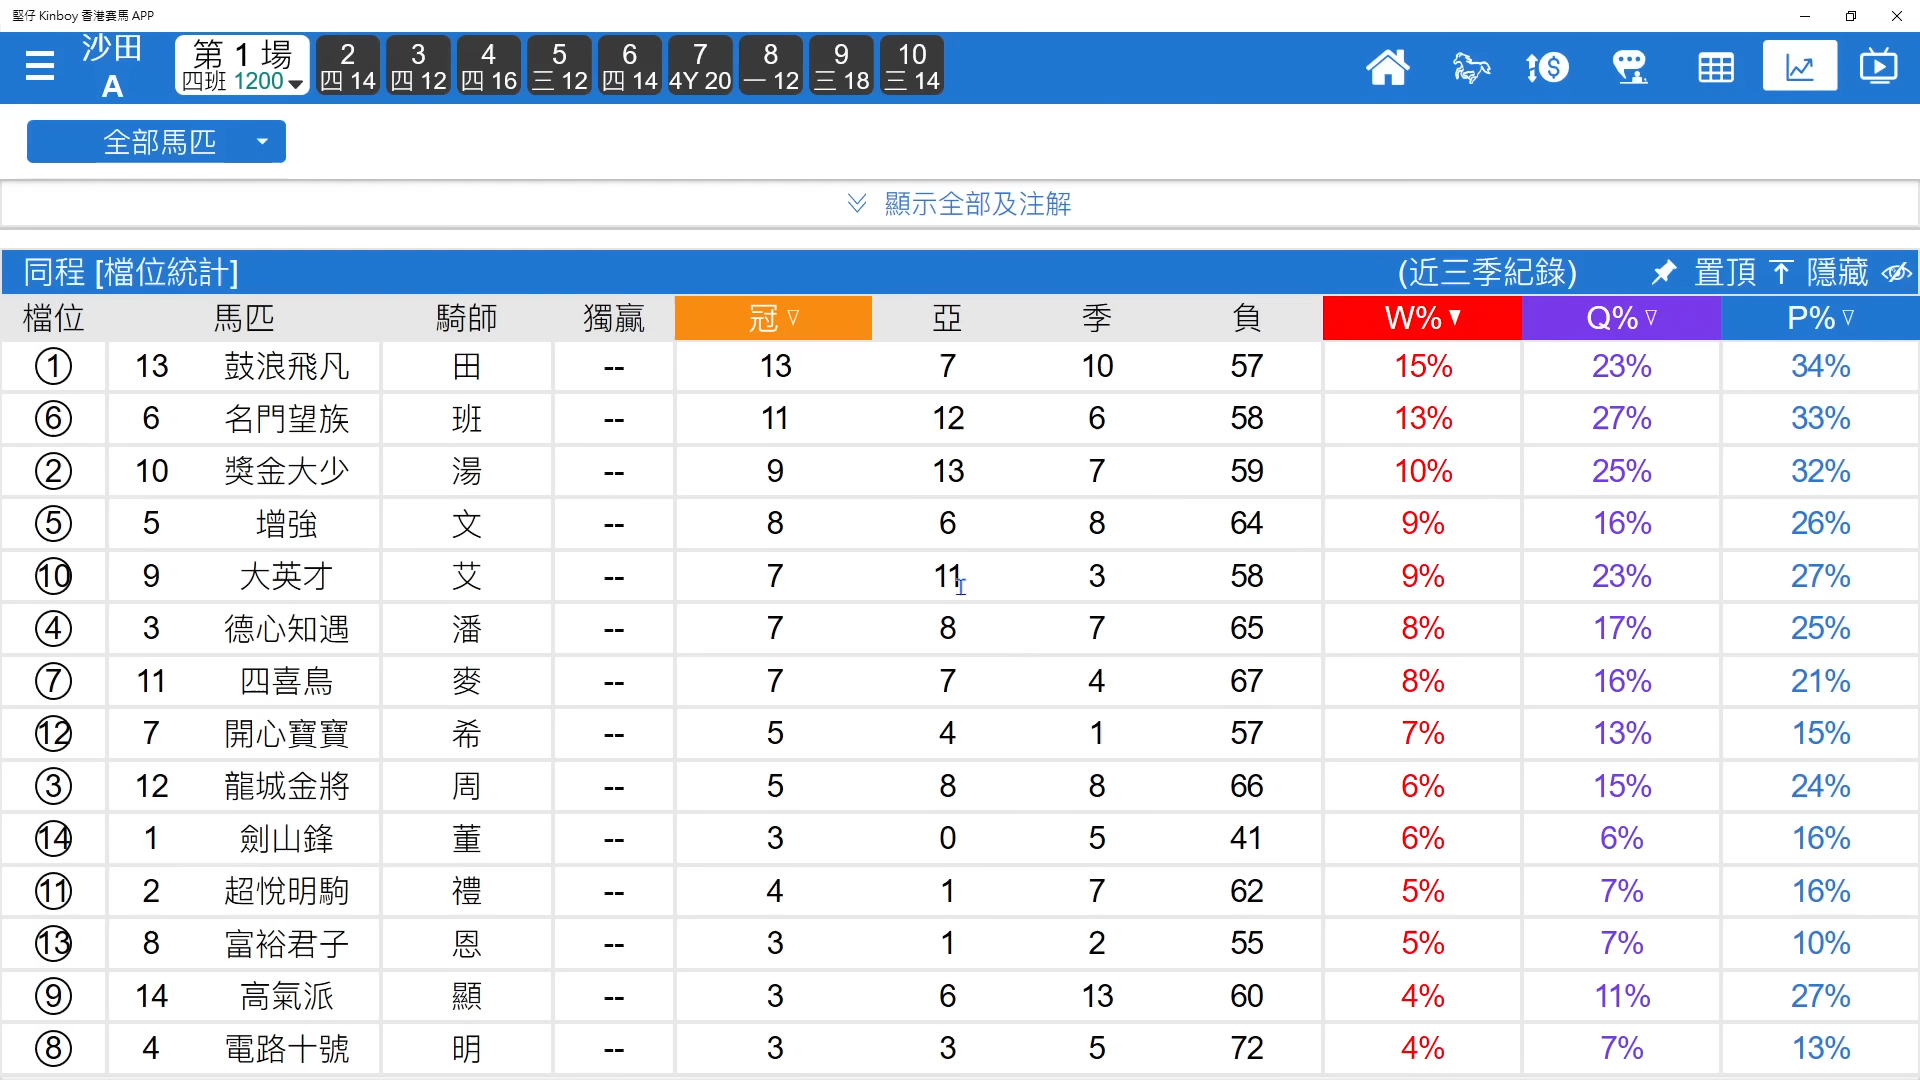 堅仔 Kinboy 香港賽馬 APP
沙田
A
第 1 場
四班 1200
2
四 14
3
四 12
4
四 16
5
三 12
6
四 14
7
4Y 20
8
一 12
9
三 18
10
三 14
全部馬匹
顯示全部及注解
同程 [檔位統計] (近三季紀錄) 置頂 隱藏
檔位 馬匹 騎師 獨贏 冠 亞 季 負 W% Q% P%
① 13 鼓浪飛凡 田 -- 13 7 10 57 15% 23% 34%
⑥ 6 名門望族 班 -- 11 12 6 58 13% 27% 33%
② 10 獎金大少 湯 -- 9 13 7 59 10% 25% 32%
⑤ 5 增強 文 -- 8 6 8 64 9% 16% 26%
⑩ 9 大英才 艾 -- 7 11 3 58 9% 23% 27%
④ 3 德心知遇 潘 -- 7 8 7 65 8% 17% 25%
⑦ 11 四喜鳥 麥 -- 7 7 4 67 8% 16% 21%
⑫ 7 開心寶寶 希 -- 5 4 1 57 7% 13% 15%
③ 12 龍城金將 周 -- 5 8 8 66 6% 15% 24%
⑭ 1 劍山鋒 董 -- 3 0 5 41 6% 6% 16%
⑪ 2 超悅明駒 禮 -- 4 1 7 62 5% 7% 16%
⑬ 8 富裕君子 恩 -- 3 1 2 55 5% 7% 10%
⑨ 14 高氣派 顯 -- 3 6 13 60 4% 11% 27%
⑧ 4 電路十號 明 -- 3 3 5 72 4% 7% 13%